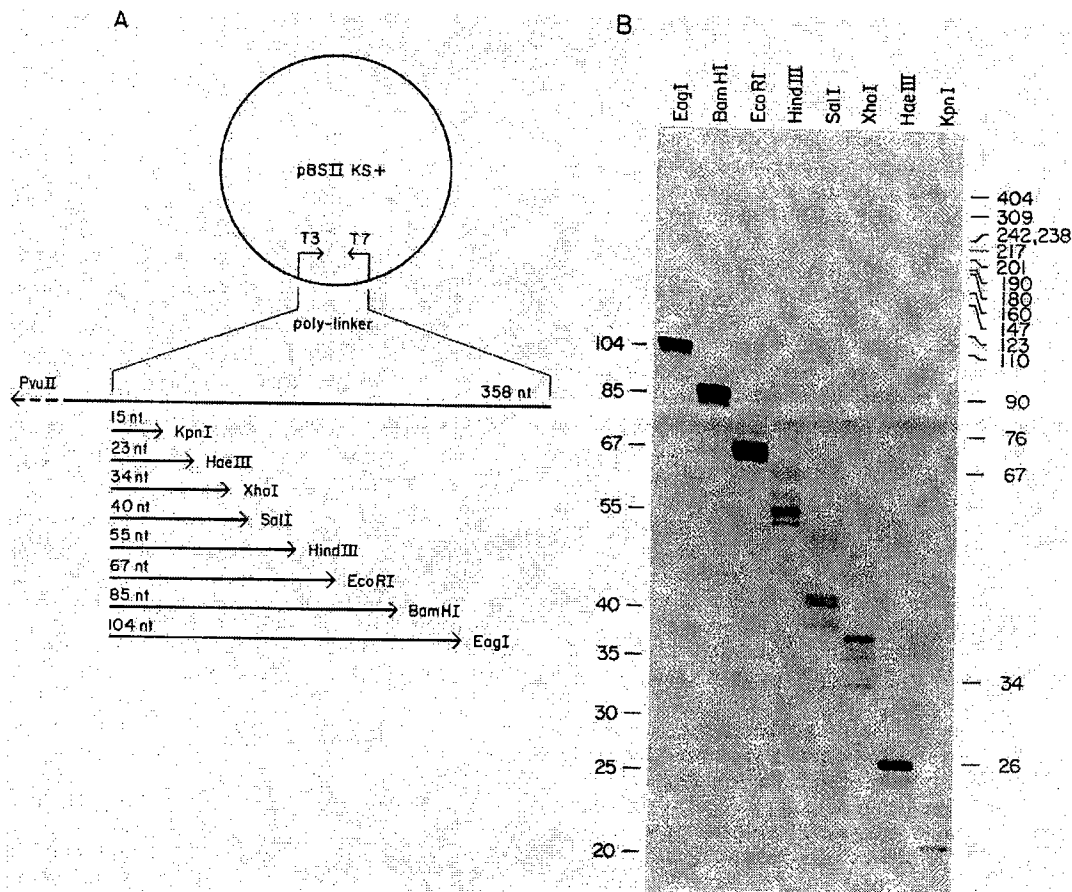 A
pBSII KS+
T3
T7
poly-linker
PvuII
358 nt
15 nt
KpnI
23 nt
HaeIII
34 nt
XhoI
40 nt
SalI
55 nt
HindIII
67 nt
EcoRI
85 nt
BamHI
104 nt
EagI
B
EagI
BamHI
EcoRI
HindIII
SalI
XhoI
HaeIII
KpnI
104
85
67
55
40
35
30
25
20
404
309
242,238
217
201
190
180
160
147
123
110
90
76
67
34
26